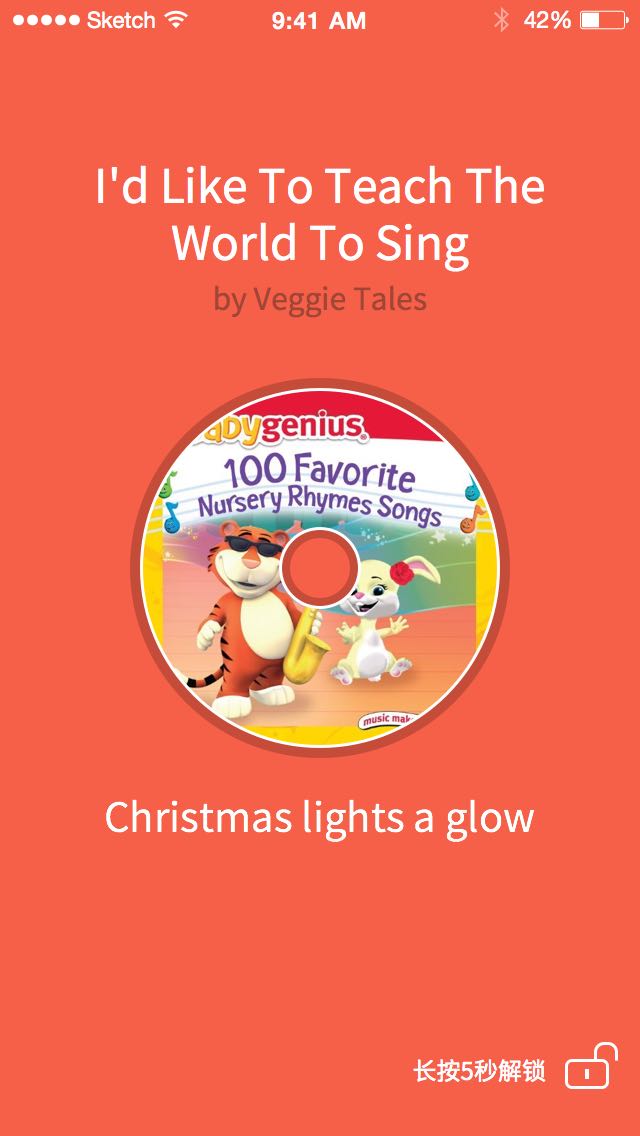 Sketch 9:41 AM 42%
I'd Like To Teach The
World To Sing
by Veggie Tales
babygenius®
100 Favorite
Nursery Rhymes Songs
music mak
Christmas lights a glow
长按5秒解锁